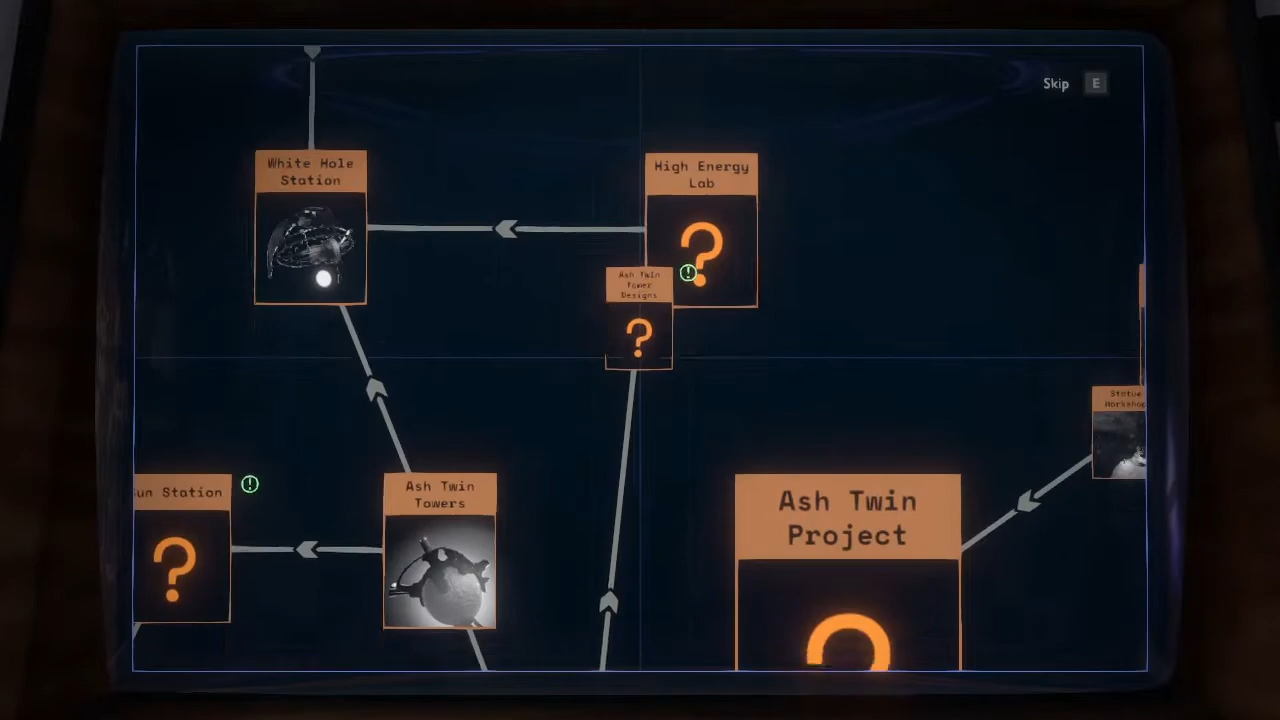 Skip E
White Hole
Station
High Energy
Lab
?
Ash Twin
Tower
Designs
?
Statue
Workshop
un Station
?
Ash Twin
Towers
Ash Twin
Project
?